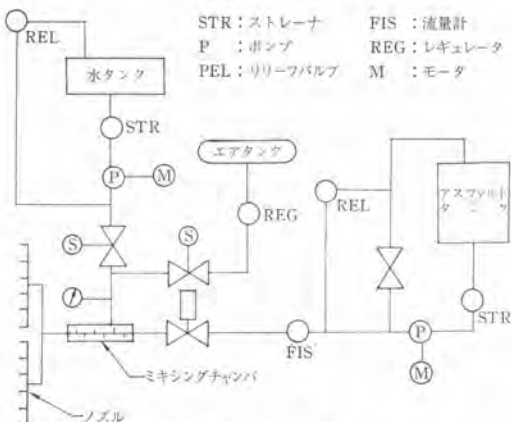 STR：ストレーナ
FIS：流量計
P：ポンプ
REG：レギュレータ
PEL：リリーフバルブ
M：モータ
REL
水タンク
STR
エアタンク
P
M
REG
REL
アスファルト
タンク
S
S
STR
FIS
P
M
ミキシングチャンバ
ノズル